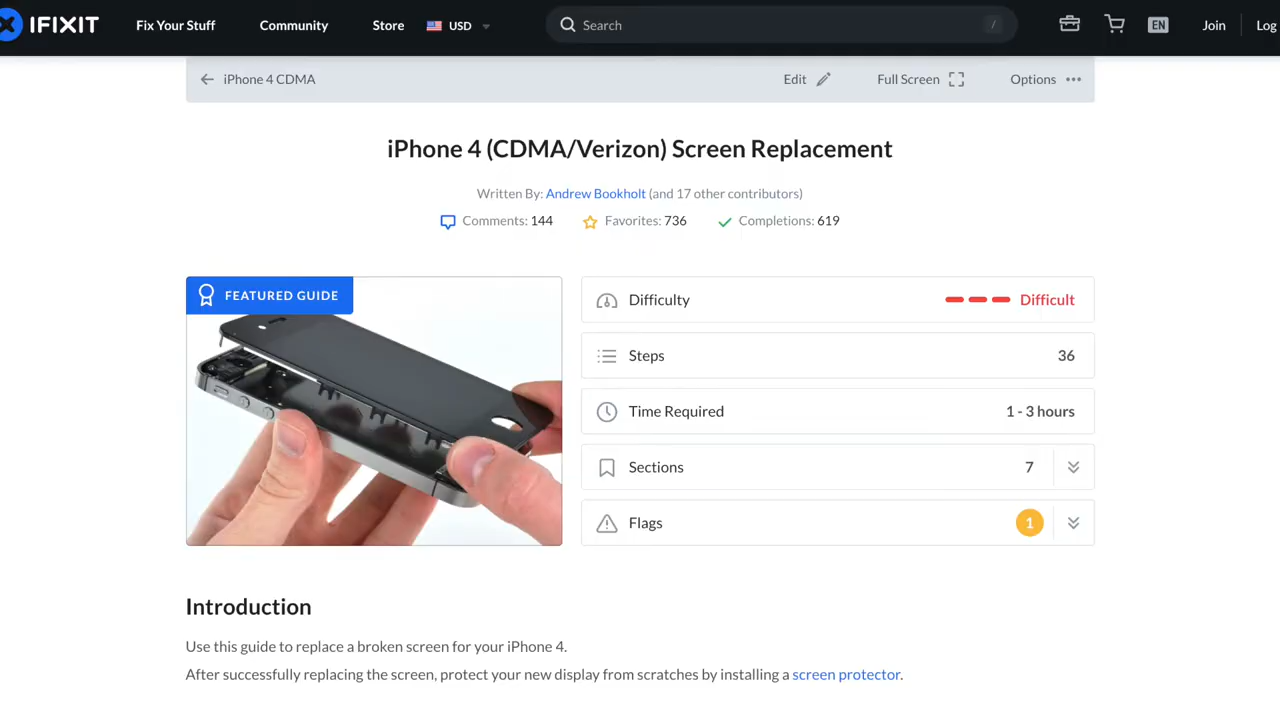 IFIXIT Fix Your Stuff Community Store USD Search / EN Join Log
iPhone 4 CDMA Edit Full Screen Options
iPhone 4 (CDMA/Verizon) Screen Replacement
Written By: Andrew Bookholt (and 17 other contributors)
Comments: 144 Favorites: 736 Completions: 619
FEATURED GUIDE
Difficulty Difficult
Steps 36
Time Required 1 - 3 hours
Sections 7
Flags 1
Introduction
Use this guide to replace a broken screen for your iPhone 4.
After successfully replacing the screen, protect your new display from scratches by installing a screen protector.